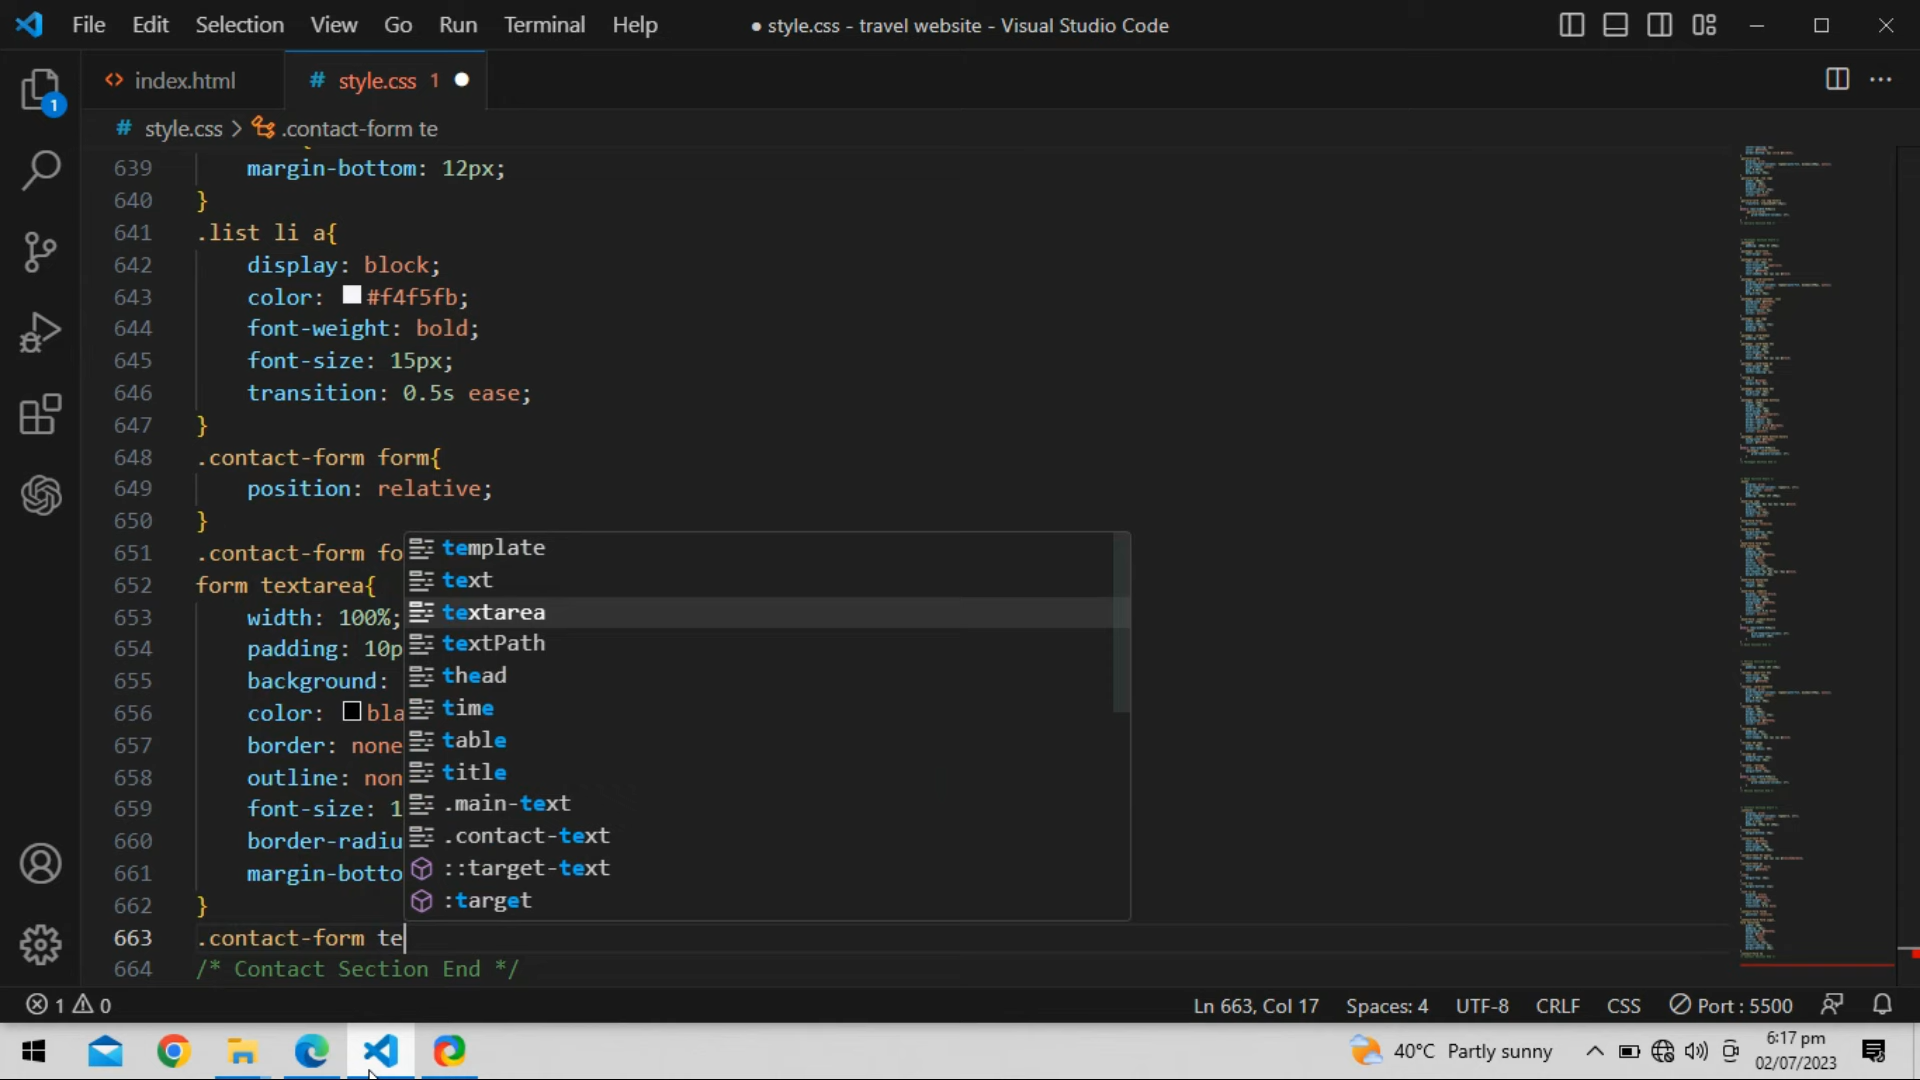 File Edit Selection View Go Run Terminal Help ● style.css - travel website - Visual Studio Code
<> index.html # style.css 1 ●
# style.css > .contact-form te
639 margin-bottom: 12px;
640 }
641 .list li a{
642 display: block;
643 color: #f4f5fb;
644 font-weight: bold;
645 font-size: 15px;
646 transition: 0.5s ease;
647 }
648 .contact-form form{
649 position: relative;
650 }
651 .contact-form fo
652 form textarea{
653 width: 100%;
654 padding: 10p
655 background:
656 color: bla
657 border: none
658 outline: non
659 font-size: 1
660 border-radiu
661 margin-botto
662 }
663 .contact-form te
664 /* Contact Section End */
template
text
textarea
textPath
thead
time
table
title
.main-text
.contact-text
::target-text
:target
1
1 0 Ln 663, Col 17 Spaces: 4 UTF-8 CRLF CSS Port : 5500
40°C Partly sunny 6:17 pm
02/07/2023